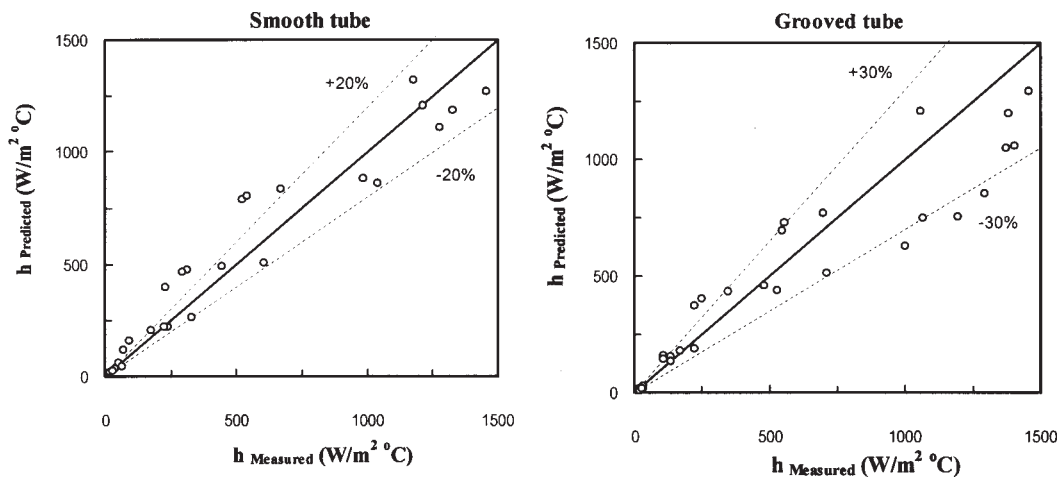 Smooth tube
1500
1000
500
0
h Predicted (W/m² °C)
+20%
-20%
0 500 1000 1500
h Measured (W/m² °C)
Grooved tube
1500
1000
500
0
h Predicted (W/m² °C)
+30%
-30%
0 500 1000 1500
h Measured (W/m² °C)